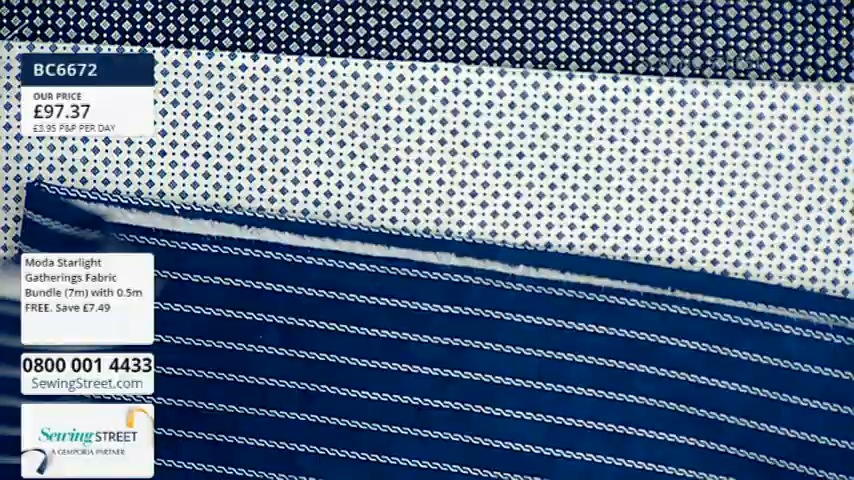 BC6672
OUR PRICE
£97.37
£3.95 P&P PER DAY
Moda Starlight
Gatherings Fabric
Bundle (7m) with 0.5m
FREE. Save £7.49
0800 001 4433
SewingStreet.com
Sewing STREET
A GEMPORIA PARTNER